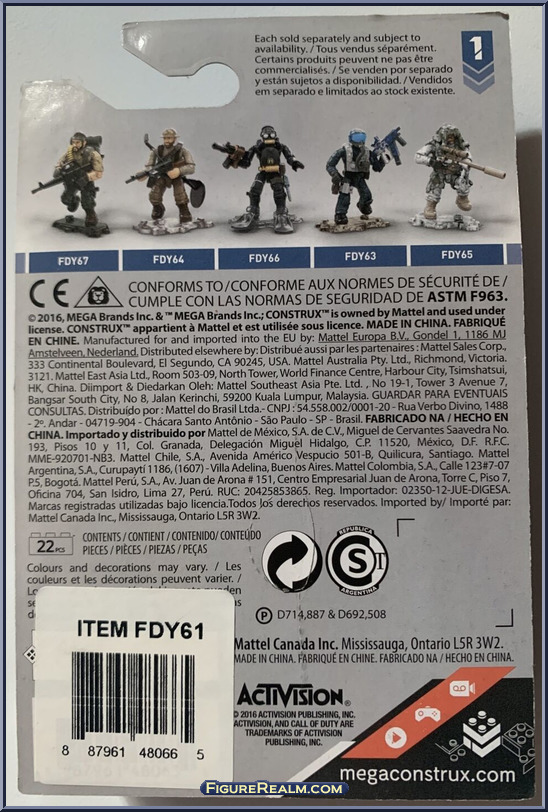 Each sold separately and subject to
availability. / Tous vendus séparément.
Certains produits peuvent ne pas être
commercialisés. / Se venden por separado
y están sujetos a disponibilidad. / Vendidos
em separado e limitados ao stock existente.
1
FDY67 FDY64 FDY66 FDY63 FDY65
CE CONFORMS TO/CONFORME AUX NORMES DE SÉCURITÉ DE/
CUMPLE CON LAS NORMAS DE SEGURIDAD DE ASTM F963.
© 2016, MEGA Brands Inc. & ™ MEGA Brands Inc.; CONSTRUX™ is owned by Mattel and used under
license. CONSTRUX™ appartient à Mattel et est utilisée sous licence. MADE IN CHINA. FABRIQUÉ
EN CHINE. Manufactured for and imported into the EU by: Mattel Europa B.V., Gondel 1, 1186 MJ
Amstelveen, Nederland. Distributed elsewhere by: Distribué aussi par les partenaires : Mattel Sales Corp.,
333 Continental Boulevard, El Segundo, CA 90245, USA. Mattel Australia Pty. Ltd., Richmond, Victoria.
3121. Mattel East Asia Ltd., Room 503-09, North Tower, World Finance Centre, Harbour City, Tsimshatsui,
HK, China. Diimport & Diedarkan Oleh: Mattel Southeast Asia Pte. Ltd. , No 19-1, Tower 3 Avenue 7,
Bangsar South City, No 8, Jalan Kerinchi, 59200 Kuala Lumpur, Malaysia. GUARDAR PARA EVENTUAIS
CONSULTAS. Distribuído por : Mattel do Brasil Ltda.- CNPJ : 54.558.002/0001-20 - Rua Verbo Divino, 1488
- 2º. Andar - 04719-904 - Chácara Santo Antônio - São Paulo - SP - Brasil. FABRICADO NA / HECHO EN
CHINA. Importado y distribuido por Mattel de México, S.A. de C.V., Miguel de Cervantes Saavedra No.
193, Pisos 10 y 11, Col. Granada, Delegación Miguel Hidalgo, C.P. 11520, México, D.F. R.F.C.
MME-920701-NB3. Mattel Chile, S.A., Avenida Américo Vespucio 501-B, Quilicura, Santiago. Mattel
Argentina, S.A., Curupaytí 1186, (1607) - Villa Adelina, Buenos Aires. Mattel Colombia, S.A., Calle 123#7-07
P.5, Bogotá. Mattel Perú, S.A., Av. Juan de Arona # 151, Centro Empresarial Juan de Arona, Torre C, Piso 7,
Oficina 704, San Isidro, Lima 27, Perú. RUC: 20425853865. Reg. Importador: 02350-12-JUE-DIGESA.
Marcas registradas utilizadas bajo licencia.Todos los derechos reservados. Imported by/ Importé par:
Mattel Canada Inc., Mississauga, Ontario L5R 3W2.
22 PCS
CONTENTS / CONTENT / CONTENIDO/ CONTEÚDO
PIECES / PIÈCES / PIEZAS / PEÇAS
REPUBLICA
S
ARGENTINA
Colours and decorations may vary. / Les
couleurs et les décorations peuvent varier. /
P D714,887 & D692,508
ITEM FDY61
8 87961 48066 5
Mattel Canada Inc. Mississauga, Ontario L5R 3W2.
MADE IN CHINA. FABRIQUÉ EN CHINE. FABRICADO NA / HECHO EN CHINA.
ACTIVISION®
© 2016 ACTIVISION PUBLISHING, INC.
ACTIVISION, AND CALL OF DUTY ARE
TRADEMARKS OF ACTIVISION
PUBLISHING, INC.
megaconstrux.com
FigureRealm.com